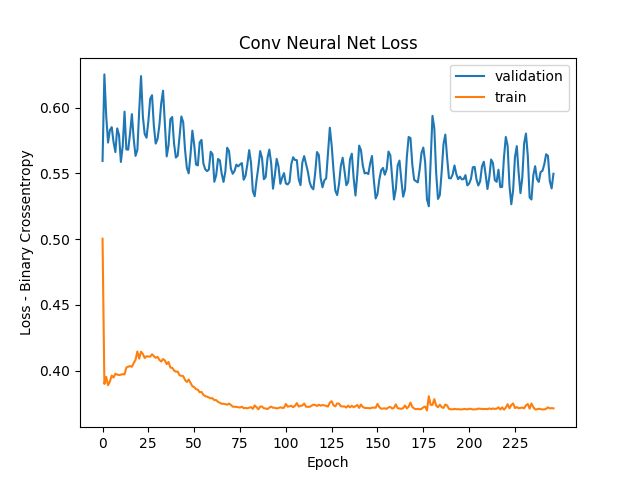 Conv Neural Net Loss
validation
train
Loss - Binary Crossentropy
0.60
0.55
0.50
0.45
0.40
0 25 50 75 100 125 150 175 200 225
Epoch